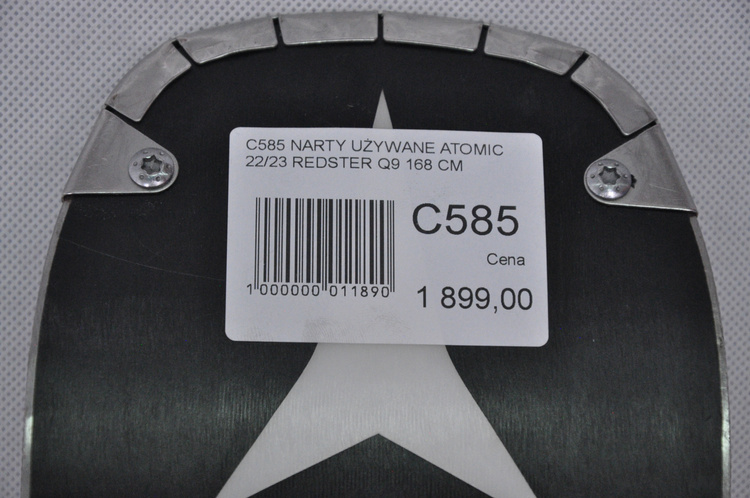 C585 NARTY UŻYWANE ATOMIC
22/23 REDSTER Q9 168 CM
C585
Cena
1 899,00
1 000000 011890